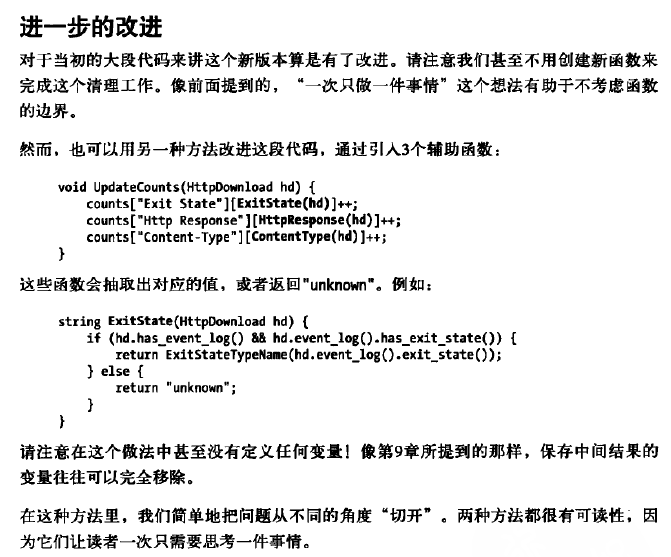 进一步的改进
对于当初的大段代码来讲这个新版本算是有了改进。请注意我们甚至不用创建新函数来
完成这个清理工作。像前面提到的，“一次只做一件事情”这个想法有助于不考虑函数
的边界。
然而，也可以用另一种方法改进这段代码，通过引入3个辅助函数：
void UpdateCounts(HttpDownload hd) {
counts["Exit State"][ExitState(hd)]++;
counts["Http Response"][HttpResponse(hd)]++;
counts["Content-Type"][ContentType(hd)]++;
}
这些函数会抽取出对应的值，或者返回"unknown"。例如：
string ExitState(HttpDownload hd) {
if (hd.has_event_log() && hd.event_log().has_exit_state()) {
return ExitStateTypeName(hd.event_log().exit_state());
} else {
return "unknown";
}
}
请注意在这个做法中甚至没有定义任何变量！像第9章所提到的那样，保存中间结果的
变量往往可以完全移除。
在这种方法里，我们简单地把问题从不同的角度“切开”。两种方法都很有可读性，因
为它们让读者一次只需要思考一件事情。